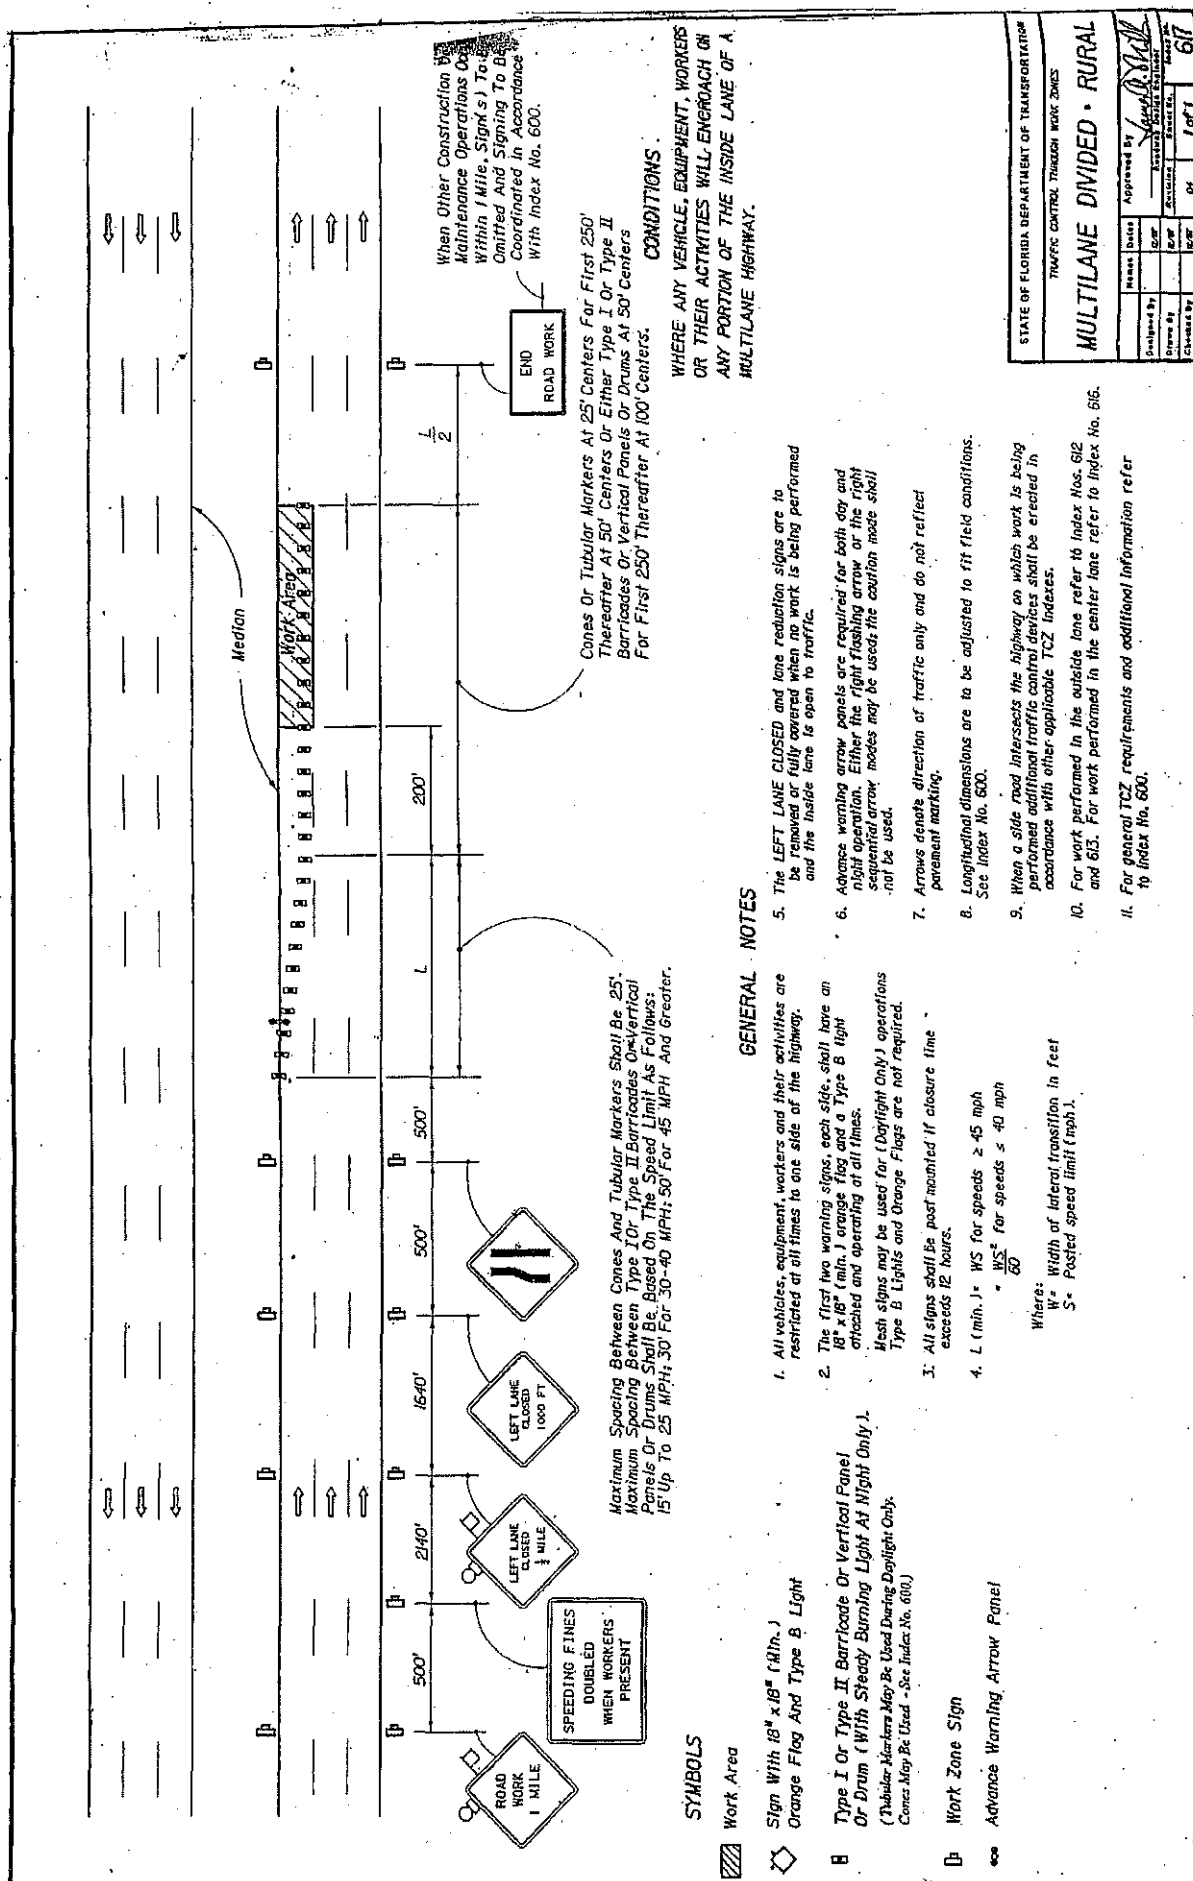 Median
Work Area
When Other Construction Or
Maintenance Operations Occur
Within 1 Mile, Sign(s) To Be
Omitted And Signing To Be
Coordinated In Accordance
With Index No. 600.
500'
2140'
1640'
500'
500'
L
200'
L
2
END
ROAD WORK
ROAD
WORK
1 MILE
SPEEDING FINES
DOUBLED
WHEN WORKERS
PRESENT
LEFT LANE
CLOSED
½ MILE
LEFT LANE
CLOSED
1000 FT
Maximum Spacing Between Cones And Tubular Markers Shall Be 25'.
Maximum Spacing Between Type I Or Type II Barricades Or Vertical
Panels Or Drums Shall Be Based On The Speed Limit As Follows:
15' Up To 25 MPH; 30' For 30-40 MPH; 50' For 45 MPH And Greater.
Cones Or Tubular Markers At 25' Centers For First 250'
Thereafter At 50' Centers Or Either Type I Or Type II
Barricades Or Vertical Panels Or Drums At 50' Centers
For First 250' Thereafter At 100' Centers.
CONDITIONS
WHERE ANY VEHICLE, EQUIPMENT, WORKERS
OR THEIR ACTIVITIES WILL ENCROACH ON
ANY PORTION OF THE INSIDE LANE OF A
MULTILANE HIGHWAY.
SYMBOLS
Work Area
Sign With 18" x 18" (Min.)
Orange Flag And Type B Light
Type I Or Type II Barricade Or Vertical Panel
Or Drum (With Steady Burning Light At Night Only).
(Tubular Markers May Be Used During Daylight Only.
Cones May Be Used - See Index No. 600.)
Work Zone Sign
Advance Warning Arrow Panel
GENERAL NOTES
1. All vehicles, equipment, workers and their activities are
restricted at all times to one side of the highway.
2. The first two warning signs, each side, shall have an
18" x 18" (min.) orange flag and a Type B light
attached and operating at all times.
Mesh signs may be used for (Daylight Only) operations
Type B Lights and Orange Flags are not required.
3. All signs shall be post mounted if closure time
exceeds 12 hours.
4. L (min.) = WS for speeds ≥ 45 mph
= WS² for speeds ≤ 40 mph
60
Where:
W= Width of lateral transition in feet
S= Posted speed limit (mph).
5. The LEFT LANE CLOSED and lane reduction signs are to
be removed or fully covered when no work is being performed
and the inside lane is open to traffic.
6. Advance warning arrow panels are required for both day and
night operation. Either the right flashing arrow or the right
sequential arrow modes may be used; the caution mode shall
not be used.
7. Arrows denote direction of traffic only and do not reflect
pavement marking.
8. Longitudinal dimensions are to be adjusted to fit field conditions.
See Index No. 600.
9. When a side road intersects the highway on which work is being
performed additional traffic control devices shall be erected in
accordance with other applicable TCZ Indexes.
10. For work performed in the outside lane refer to Index Nos. 612
and 613. For work performed in the center lane refer to Index No. 616.
11. For general TCZ requirements and additional information refer
to Index No. 600.
STATE OF FLORIDA DEPARTMENT OF TRANSPORTATION
TRAFFIC CONTROL THROUGH WORK ZONES
MULTILANE DIVIDED - RURAL
Names Dates
Approved By
Designed By
Roadway Design Engineer
Drawn By
Revision Sheet No. Index No.
Checked By
1 of 1
617